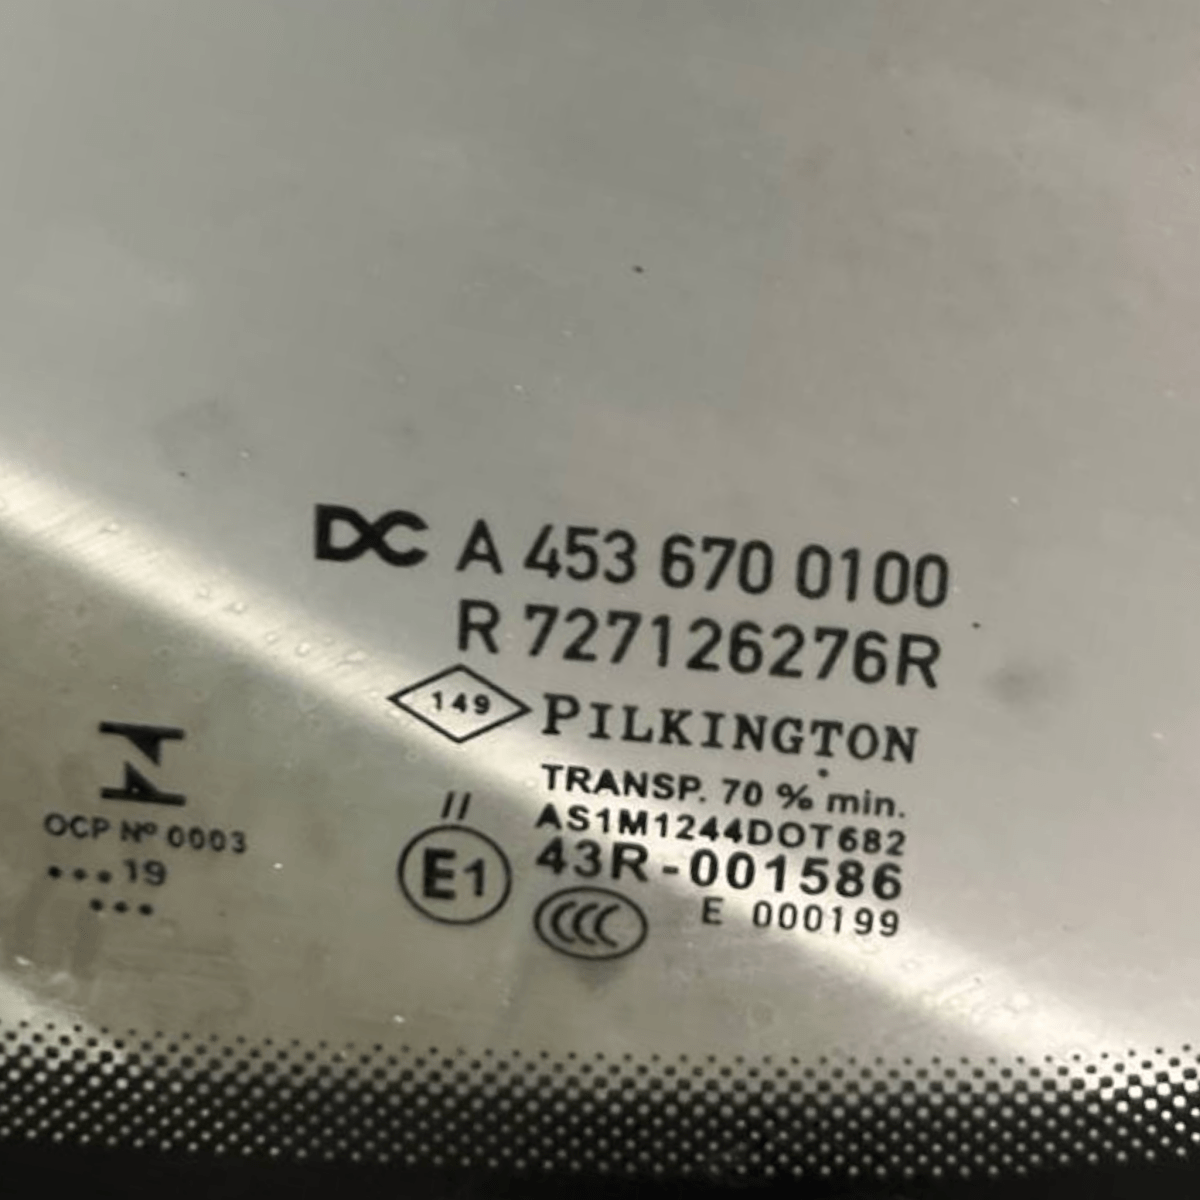 DC A 453 670 0100
R 727126276R
149 PILKINGTON
TRANSP. 70 % min.
AS1M1244DOT682
// E1 43R-001586
CCC E 000199
OCP Nº 0003
...19
...